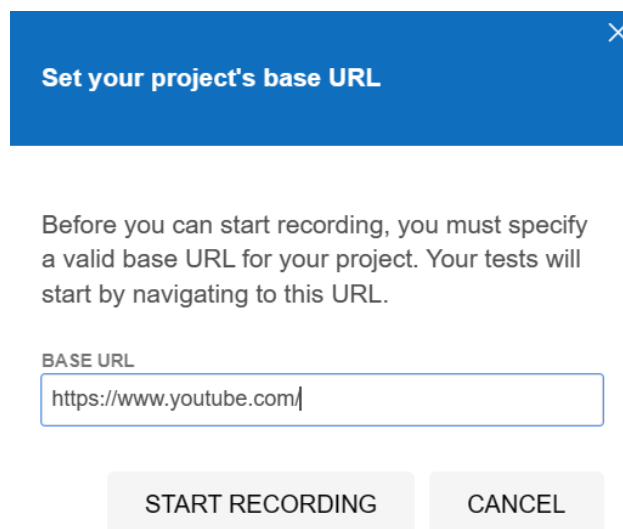 Set your project's base URL
Before you can start recording, you must specify
a valid base URL for your project. Your tests will
start by navigating to this URL.
BASE URL
https://www.youtube.com/
START RECORDING CANCEL